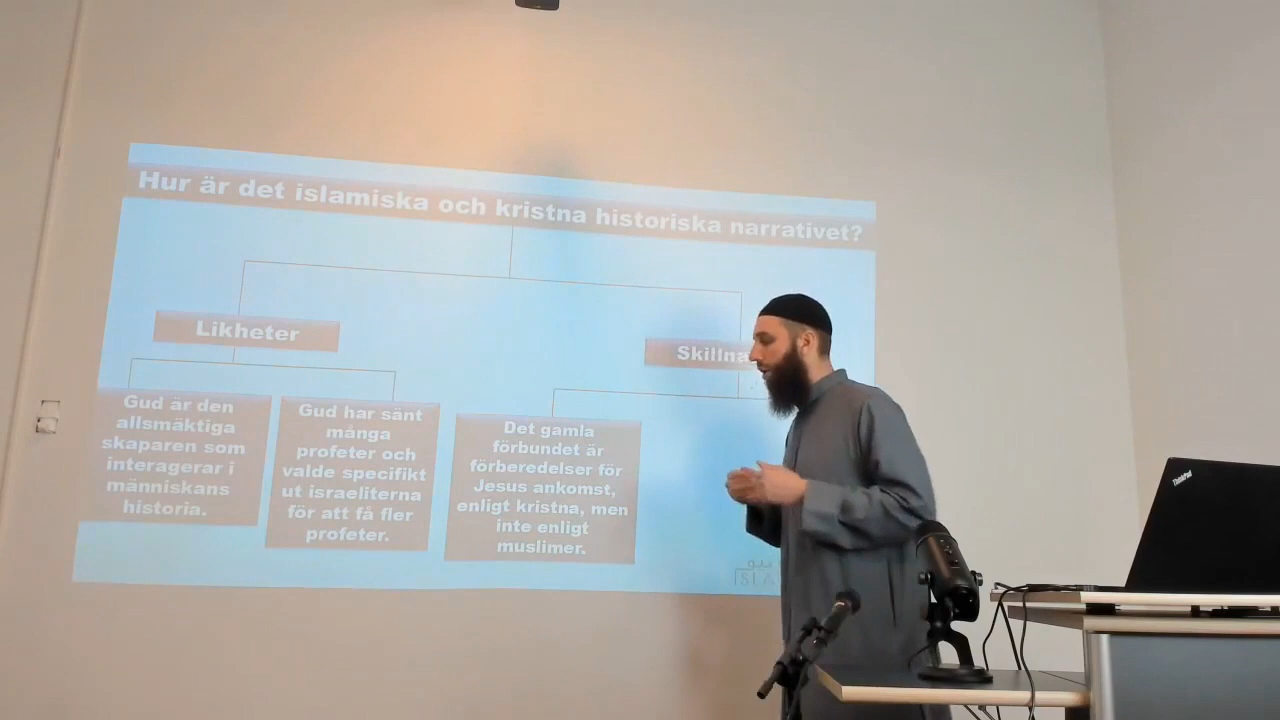 Hur är det islamiska och kristna historiska narrativet?
Likheter
Gud är den
allsmäktiga
skaparen som
interagerar i
människans
historia.
Gud har sänt
många
profeter och
valde specifikt
ut israeliterna
för att få fler
profeter.
Det gamla
förbundet är
förberedelser för
Jesus ankomst,
enligt kristna, men
inte enligt
muslimer.
ThinkPad